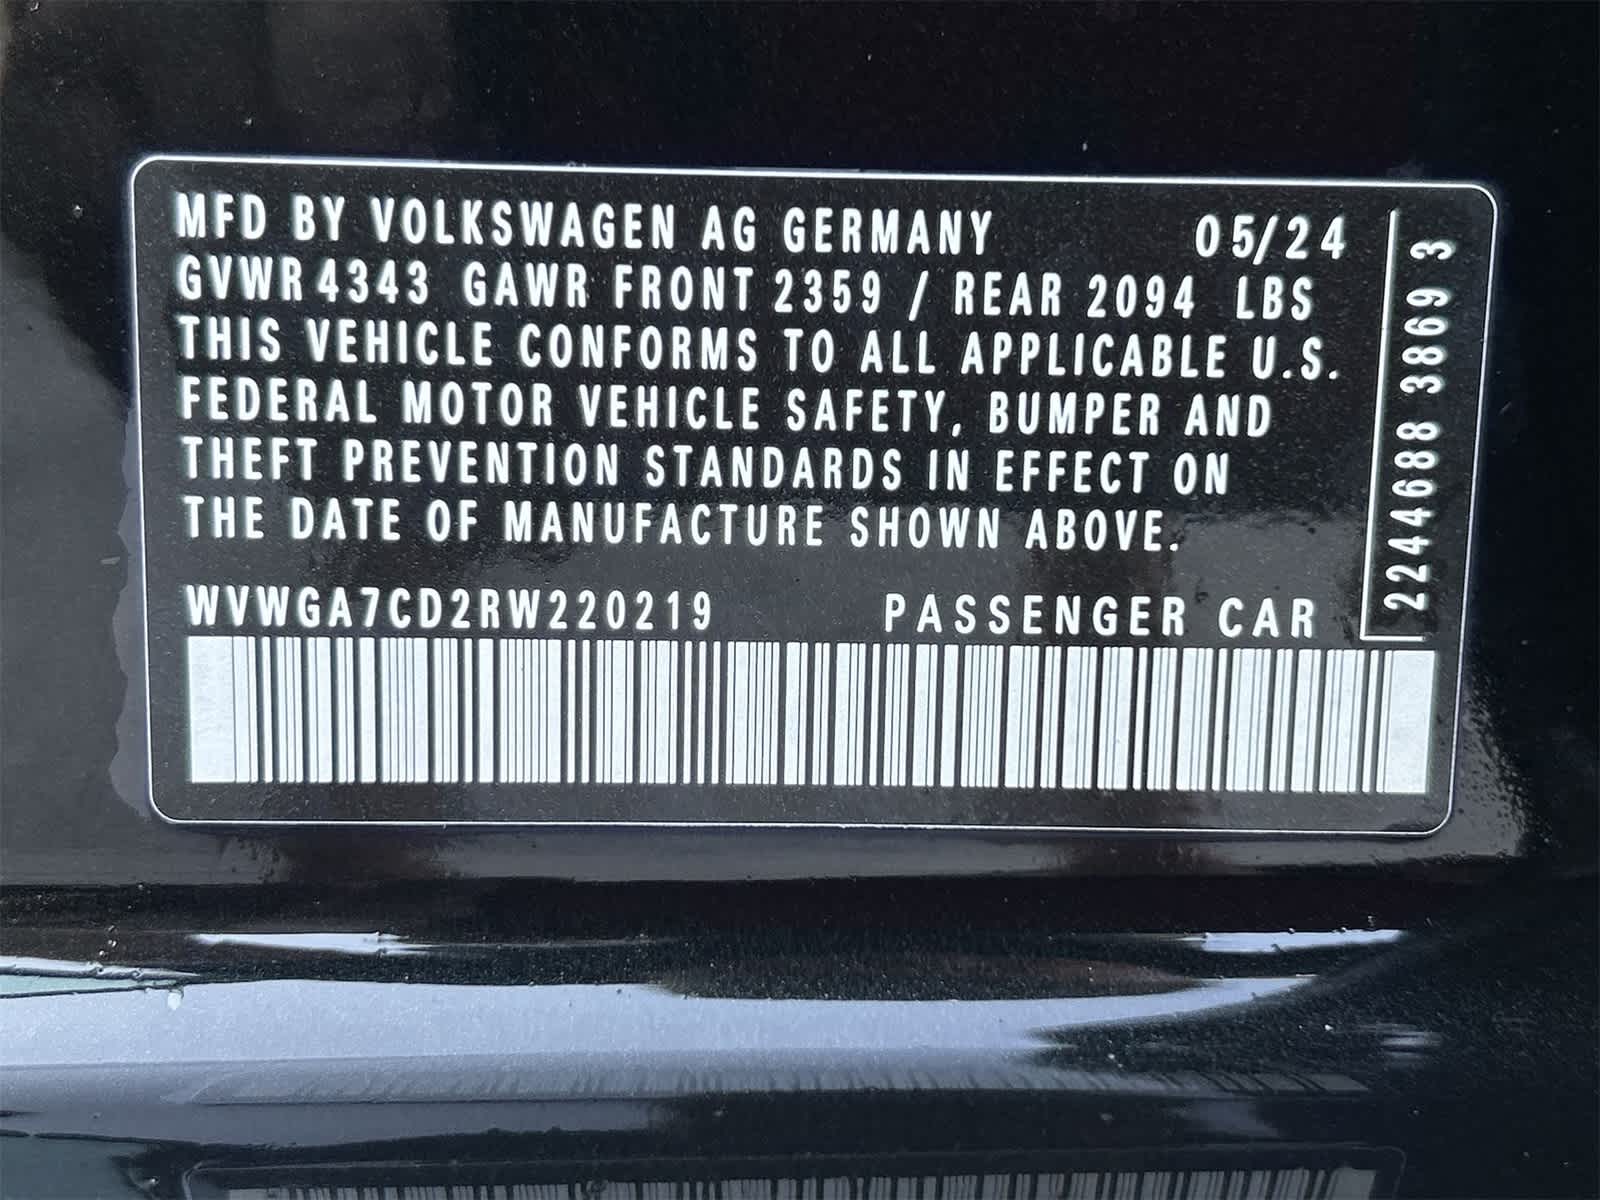 MFD BY VOLKSWAGEN AG GERMANY 05/24
GVWR 4343 GAWR FRONT 2359 / REAR 2094 LBS
THIS VEHICLE CONFORMS TO ALL APPLICABLE U.S.
FEDERAL MOTOR VEHICLE SAFETY, BUMPER AND
THEFT PREVENTION STANDARDS IN EFFECT ON
THE DATE OF MANUFACTURE SHOWN ABOVE.
WVWGA7CD2RW220219 PASSENGER CAR
2244688 3869 3